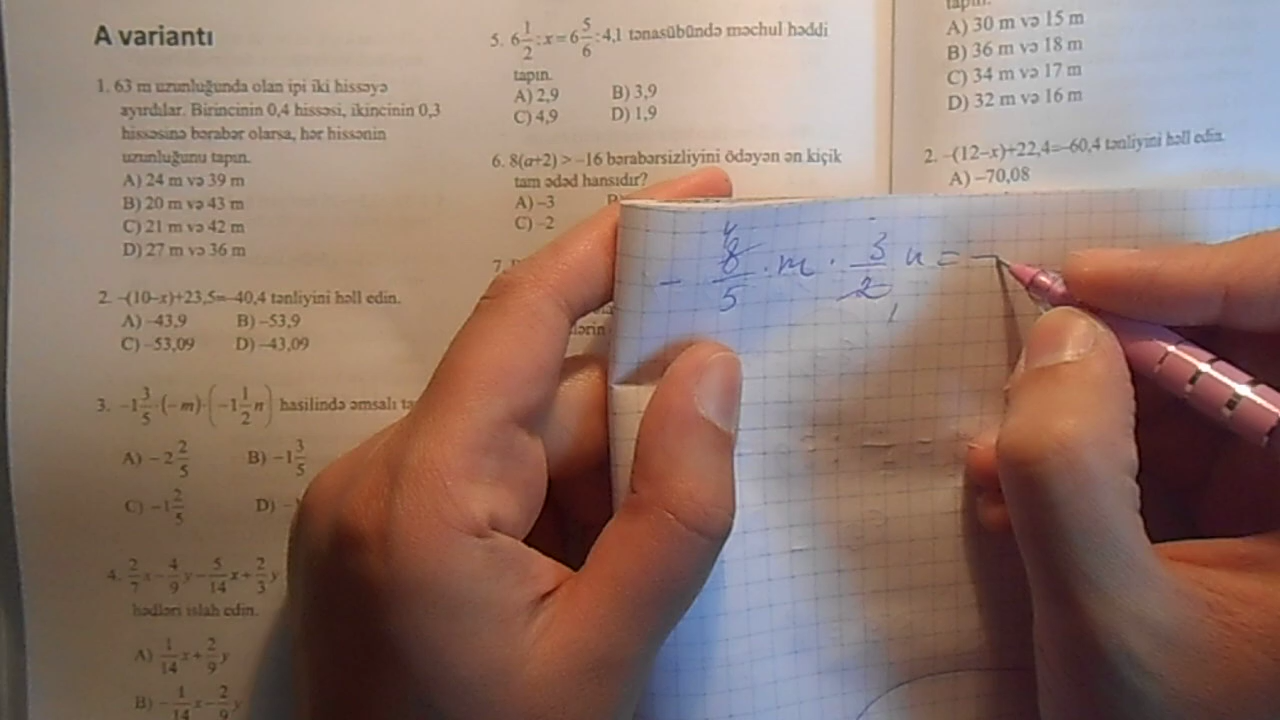 A variantı
1. 63 m uzunluğunda olan ipi iki hissəyə
ayırdılar. Birincinin 0,4 hissəsi, ikincinin 0,3
hissəsinə bərabər olarsa, hər hissənin
uzunluğunu tapın.
A) 24 m və 39 m
B) 20 m və 43 m
C) 21 m və 42 m
D) 27 m və 36 m
2. –(10–x)+23,5=–40,4 tənliyini həll edin.
A) –43,9 B) –53,9
C) –53,09 D) –43,09
3. –1 3/5 · (–m) · (–1 1/2 n) hasilində əmsalı
A) –2 2/5 B) –1 3/5
C) –1 2/5 D) –
4. 2/7 x – 4/9 y – 5/14 x + 2/3 y
hədləri islah edin.
A) 1/14 x + 2/9 y
B) – 1/14 x – 2/9 y
5. 6 1/2 : x = 6 5/6 : 4,1 tənasübündə məchul həddi
tapın.
A) 2,9 B) 3,9
C) 4,9 D) 1,9
6. 8(a+2) > –16 bərabərsizliyini ödəyən ən kiçik
tam ədəd hansıdır?
A) –3
C) –2
7.
tapın.
A) 30 m və 15 m
B) 36 m və 18 m
C) 34 m və 17 m
D) 32 m və 16 m
2. –(12–x)+22,4=–60,4 tənliyini həll edin.
A) –70,08
4
– 8/5 · m · 3/2 n = –
1